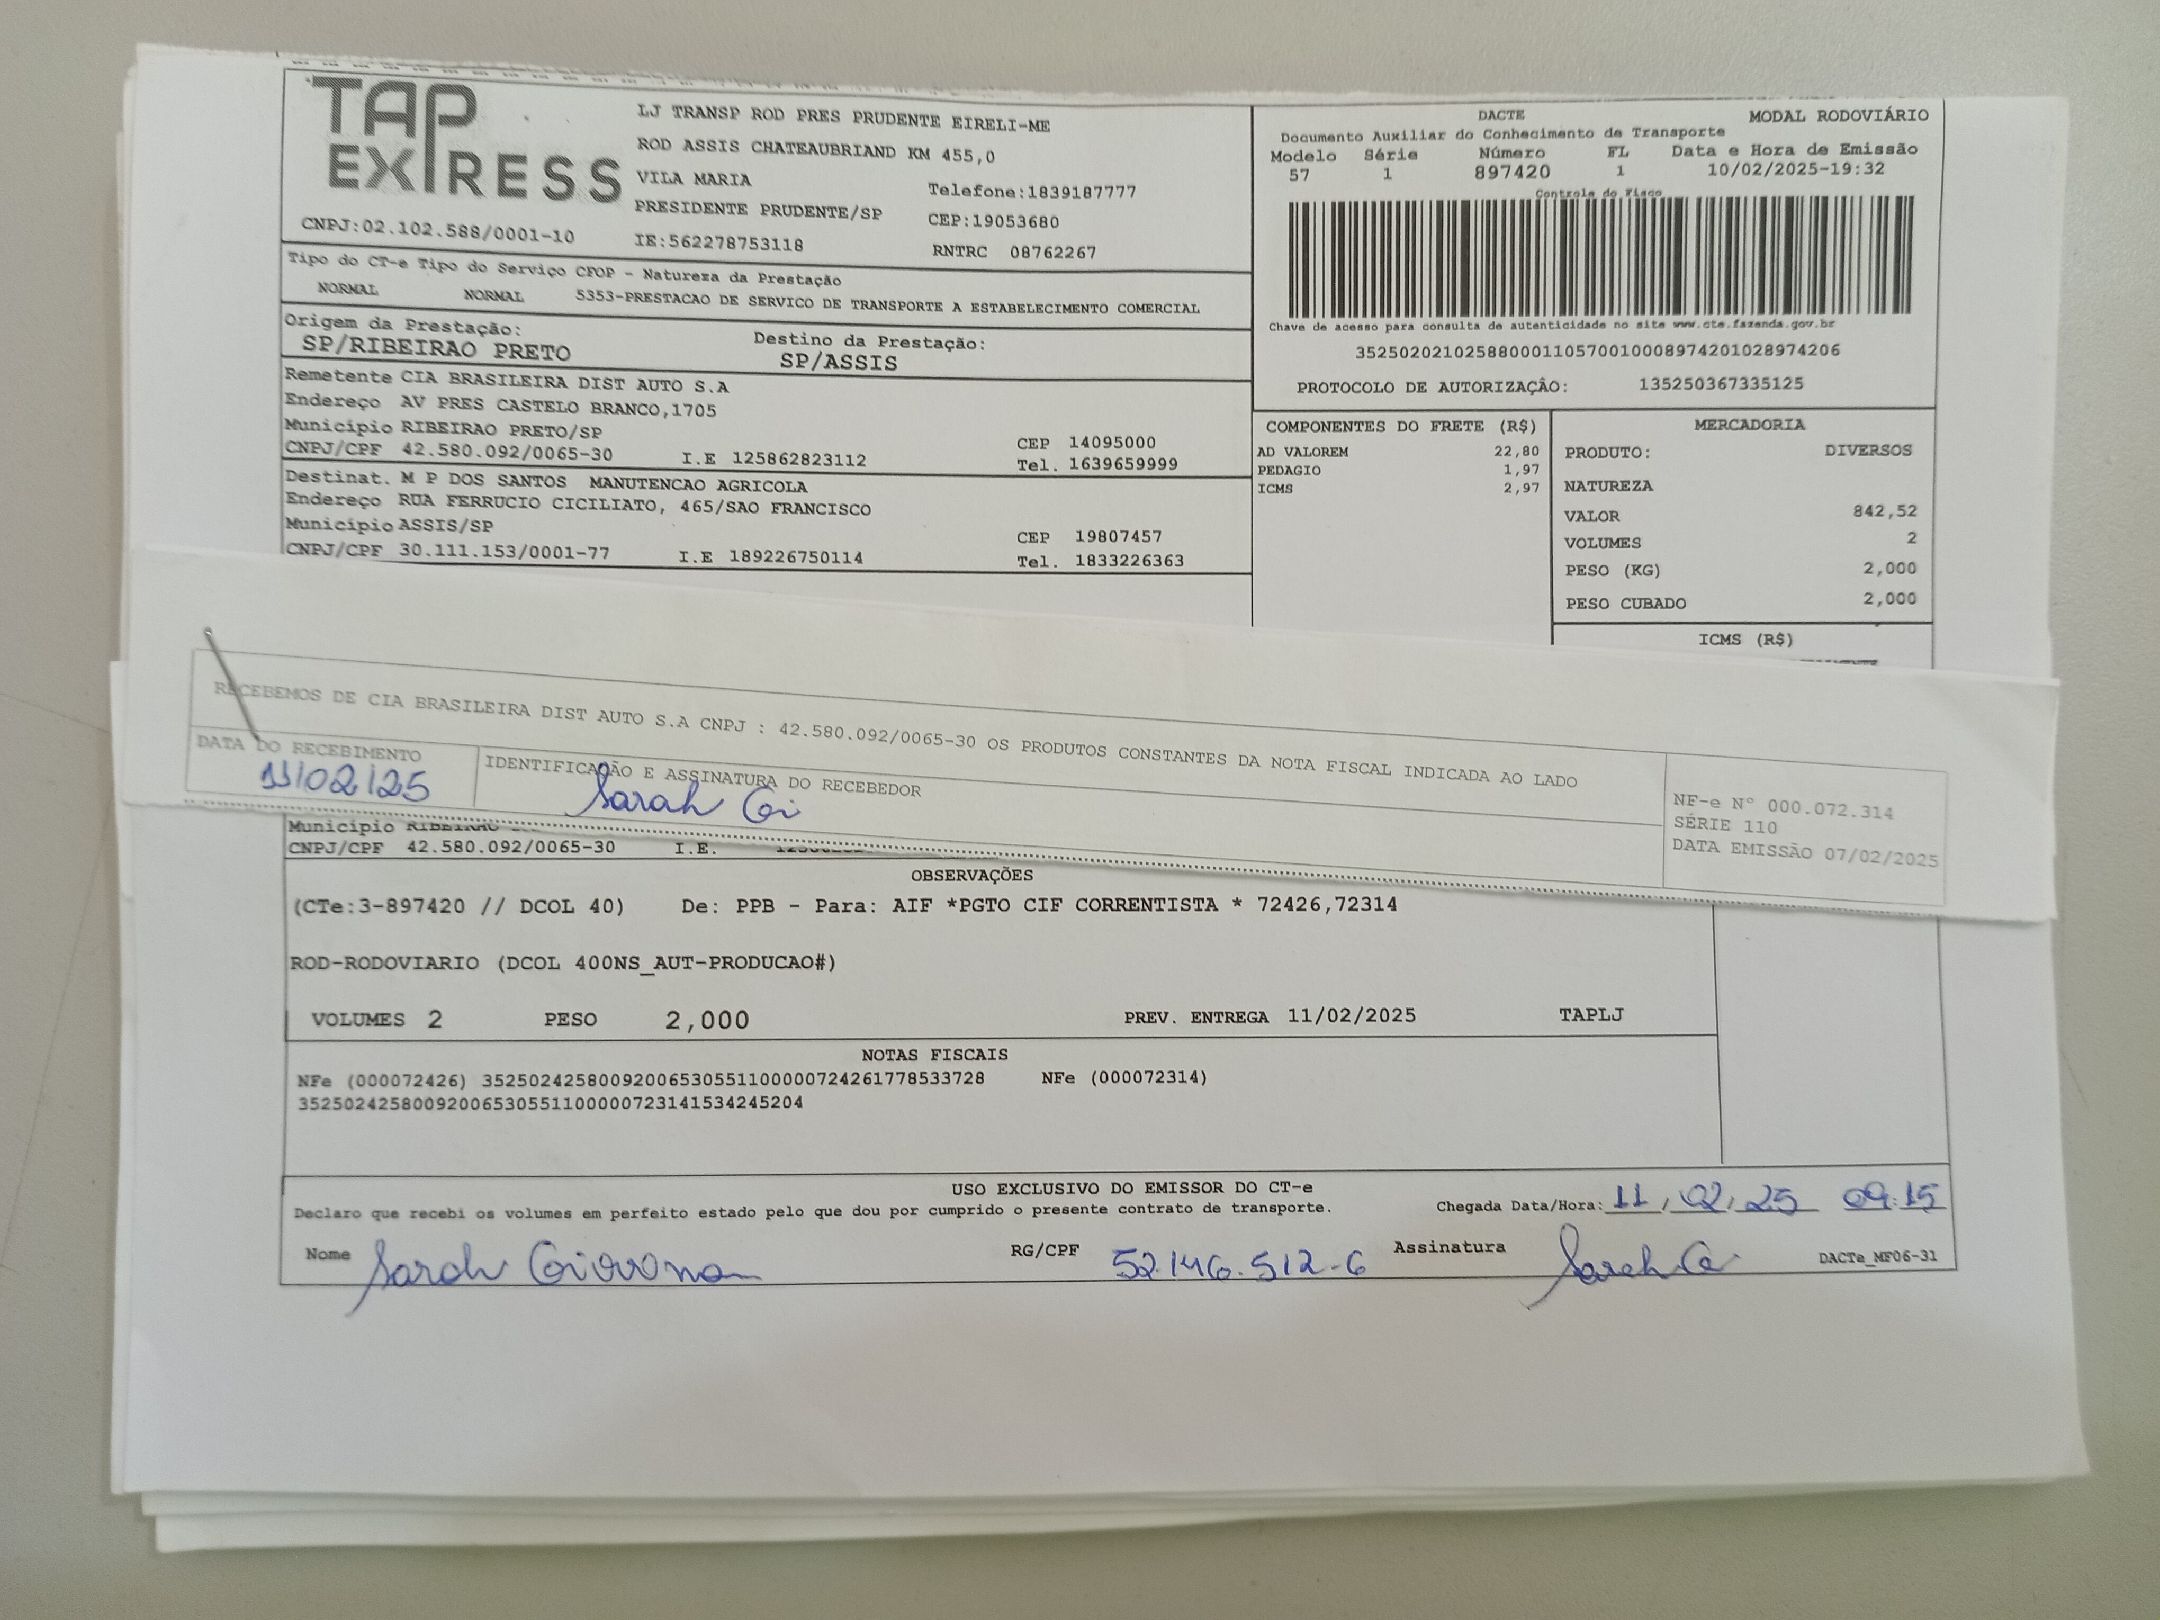 TAP EXPRESS
CNPJ:02.102.588/0001-10
LJ TRANSP ROD PRES PRUDENTE EIRELI-ME
ROD ASSIS CHATEAUBRIAND KM 455,0
VILA MARIA
Telefone:1839187777
PRESIDENTE PRUDENTE/SP
CEP:19053680
IE:562278753118
RNTRC 08762267
DACTE
MODAL RODOVIÁRIO
Documento Auxiliar do Conhecimento de Transporte
Modelo Série Número FL Data e Hora de Emissão
57 1 897420 1 10/02/2025-19:32
Controle do Fisco
Chave de acesso para consulta de autenticidade no site www.cte.fazenda.gov.br
35250202102588000110570010008974201028974206
PROTOCOLO DE AUTORIZAÇÂO: 135250367335125
Tipo do CT-e Tipo do Serviço CFOP - Natureza da Prestação
NORMAL NORMAL 5353-PRESTACAO DE SERVICO DE TRANSPORTE A ESTABELECIMENTO COMERCIAL
Origem da Prestação: Destino da Prestação:
SP/RIBEIRAO PRETO SP/ASSIS
Remetente CIA BRASILEIRA DIST AUTO S.A
Endereço AV PRES CASTELO BRANCO,1705
Município RIBEIRAO PRETO/SP CEP 14095000
CNPJ/CPF 42.580.092/0065-30 I.E 125862823112 Tel. 1639659999
Destinat. M P DOS SANTOS MANUTENCAO AGRICOLA
Endereço RUA FERRUCIO CICILIATO, 465/SAO FRANCISCO
Município ASSIS/SP CEP 19807457
CNPJ/CPF 30.111.153/0001-77 I.E 189226750114 Tel. 1833226363
COMPONENTES DO FRETE (R$)
AD VALOREM 22,80
PEDAGIO 1,97
ICMS 2,97
MERCADORIA
PRODUTO: DIVERSOS
NATUREZA
VALOR 842,52
VOLUMES 2
PESO (KG) 2,000
PESO CUBADO 2,000
ICMS (R$)
RECEBEMOS DE CIA BRASILEIRA DIST AUTO S.A CNPJ : 42.580.092/0065-30 OS PRODUTOS CONSTANTES DA NOTA FISCAL INDICADA AO LADO
DATA DO RECEBIMENTO
11/02/25
IDENTIFICAÇÃO E ASSINATURA DO RECEBEDOR
Sarah Gi
NF-e Nº 000.072.314
SÉRIE 110
DATA EMISSÃO 07/02/2025
Município RIBEIRAO
CNPJ/CPF 42.580.092/0065-30 I.E.
OBSERVAÇÕES
(CTe:3-897420 // DCOL 40) De: PPB - Para: AIF *PGTO CIF CORRENTISTA * 72426,72314
ROD-RODOVIARIO (DCOL 400NS_AUT-PRODUCAO#)
VOLUMES 2 PESO 2,000 PREV. ENTREGA 11/02/2025 TAPLJ
NOTAS FISCAIS
NFe (000072426) 35250242580092006530551100000724261778533728 NFe (000072314)
35250242580092006530551100000723141534245204
USO EXCLUSIVO DO EMISSOR DO CT-e
Declaro que recebi os volumes em perfeito estado pelo que dou por cumprido o presente contrato de transporte.
Chegada Data/Hora: 11/02/25 09:15
Nome Sarah Giovona RG/CPF 52.146.512-6 Assinatura Sarah Gi
DACTe_MF06-31